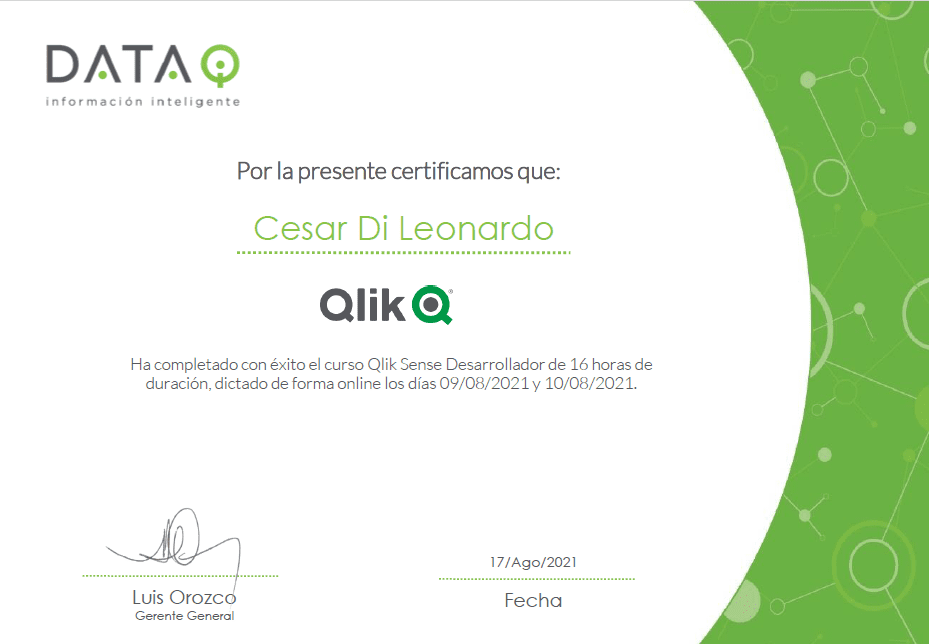 DATA Q
información inteligente
Por la presente certificamos que:
Cesar Di Leonardo
Qlik Q®
Ha completado con éxito el curso Qlik Sense Desarrollador de 16 horas de
duración, dictado de forma online los días 09/08/2021 y 10/08/2021.
17/Ago/2021
Luis Orozco
Fecha
Gerente General